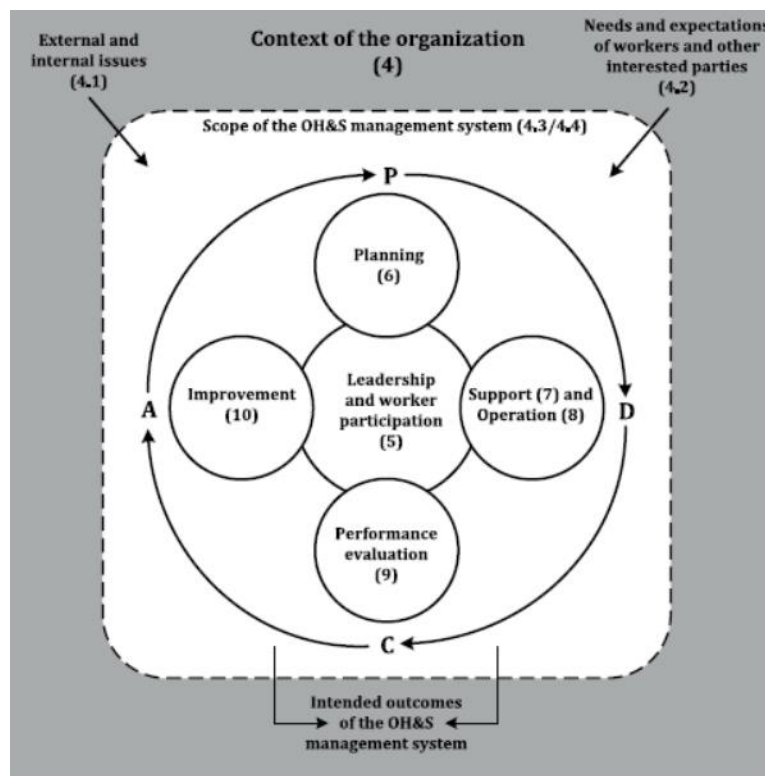 External and
internal issues
(4.1)
Context of the organization
(4)
Needs and expectations
of workers and other
interested parties
(4.2)
Scope of the OH&S management system (4.3/4.4)
P
Planning
(6)
A
Improvement
(10)
Leadership
and worker
participation
(5)
Support (7) and
Operation (8)
D
Performance
evaluation
(9)
C
Intended outcomes
of the OH&S
management system